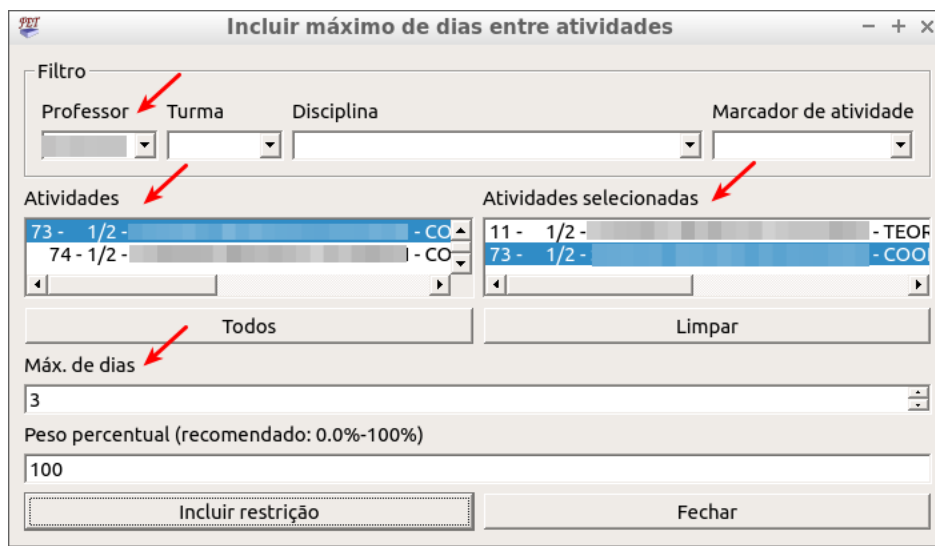 PET
Incluir máximo de dias entre atividades
Filtro
Professor Turma Disciplina Marcador de atividade
Atividades Atividades selecionadas
73 - 1/2 - - CO 11 - 1/2 - - TEOR
74 - 1/2 - - CO 73 - 1/2 - - COO
Todos Limpar
Máx. de dias
3
Peso percentual (recomendado: 0.0%-100%)
100
Incluir restrição Fechar